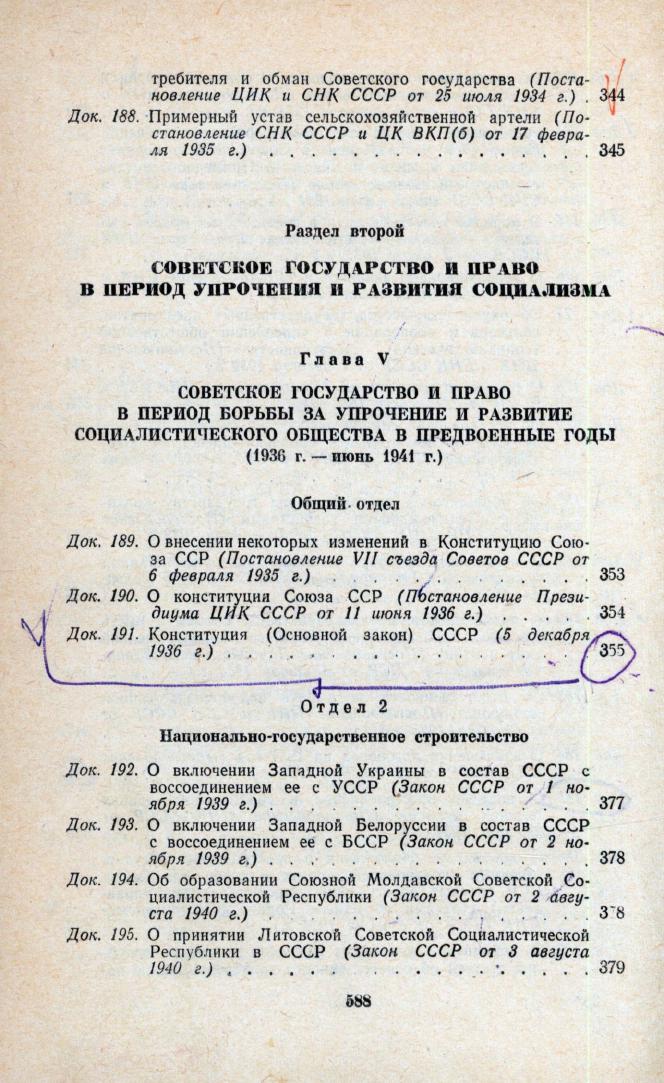 требителя и обман Советского государства (Поста-
новление ЦИК и СНК СССР от 25 июля 1934 г.) . 344
Док. 188. Примерный устав сельскохозяйственной артели (По-
становление СНК СССР и ЦК ВКП(б) от 17 февра-
ля 1935 г.) . . . . . . . . . . . . . . . . 345
Раздел второй
СОВЕТСКОЕ ГОСУДАРСТВО И ПРАВО
В ПЕРИОД УПРОЧЕНИЯ И РАЗВИТИЯ СОЦИАЛИЗМА
Глава V
СОВЕТСКОЕ ГОСУДАРСТВО И ПРАВО
В ПЕРИОД БОРЬБЫ ЗА УПРОЧЕНИЕ И РАЗВИТИЕ
СОЦИАЛИСТИЧЕСКОГО ОБЩЕСТВА В ПРЕДВОЕННЫЕ ГОДЫ
(1936 г. — июнь 1941 г.)
Общий отдел
Док. 189. О внесении некоторых изменений в Конституцию Сою-
за ССР (Постановление VII съезда Советов СССР от
6 февраля 1935 г.) . . . . . . . . . . . . 353
Док. 190. О конституции Союза ССР (Постановление Прези-
диума ЦИК СССР от 11 июня 1936 г.) . . . . . 354
Док. 191. Конституция (Основной закон) СССР (5 декабря
1936 г.) . . . . . . . . . . . . . . . . . 355
Отдел 2
Национально-государственное строительство
Док. 192. О включении Западной Украины в состав СССР с
воссоединением ее с УССР (Закон СССР от 1 но-
ября 1939 г.) . . . . . . . . . . . . . . . 377
Док. 193. О включении Западной Белоруссии в состав СССР
с воссоединением ее с БССР (Закон СССР от 2 но-
ября 1939 г.) . . . . . . . . . . . . . . . 378
Док. 194. Об образовании Союзной Молдавской Советской Со-
циалистической Республики (Закон СССР от 2 авгу-
ста 1940 г.) . . . . . . . . . . . . . . . 378
Док. 195. О принятии Литовской Советской Социалистической
Республики в СССР (Закон СССР от 3 августа
1940 г.) . . . . . . . . . . . . . . . . . 379
588